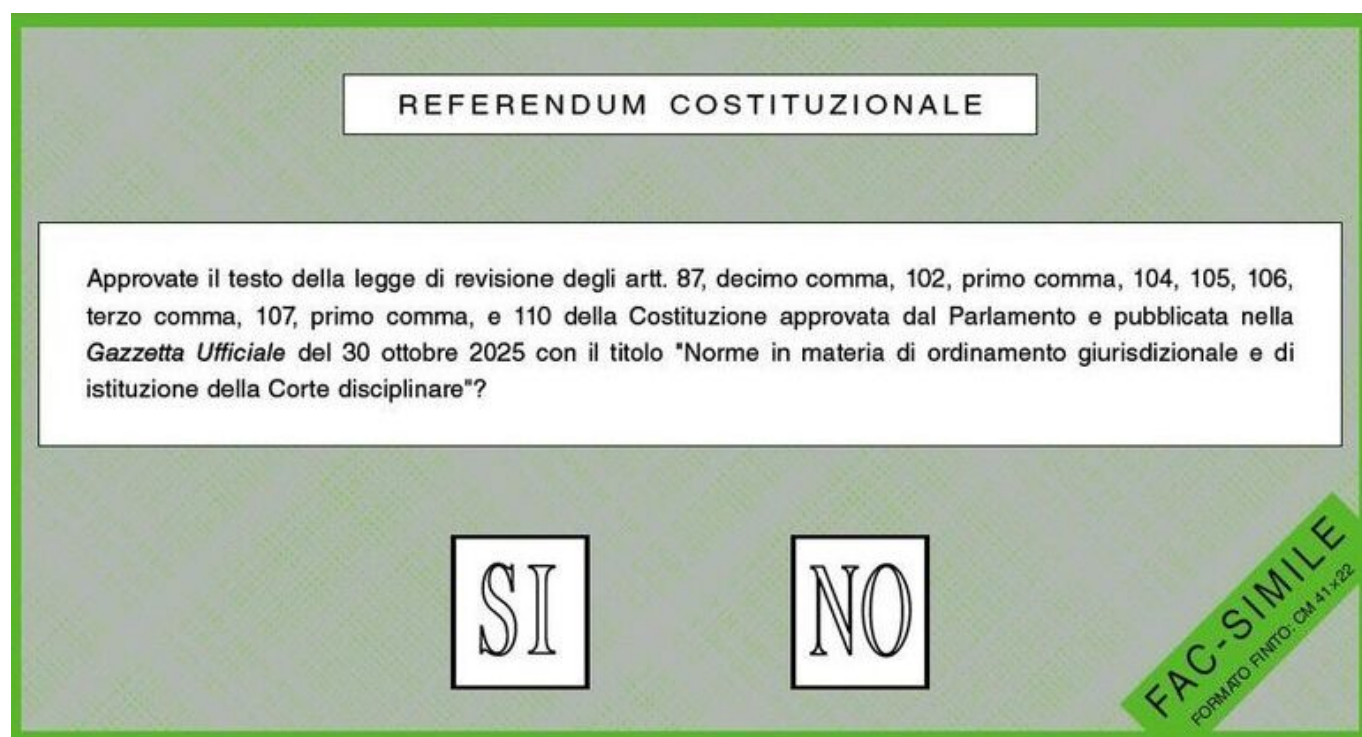 REFERENDUM COSTITUZIONALE
Approvate il testo della legge di revisione degli artt. 87, decimo comma, 102, primo comma, 104, 105, 106,
terzo comma, 107, primo comma, e 110 della Costituzione approvata dal Parlamento e pubblicata nella
Gazzetta Ufficiale del 30 ottobre 2025 con il titolo "Norme in materia di ordinamento giurisdizionale e di
istituzione della Corte disciplinare"?
SI
NO
FAC-SIMILE
FORMATO FINITO: CM 41×22